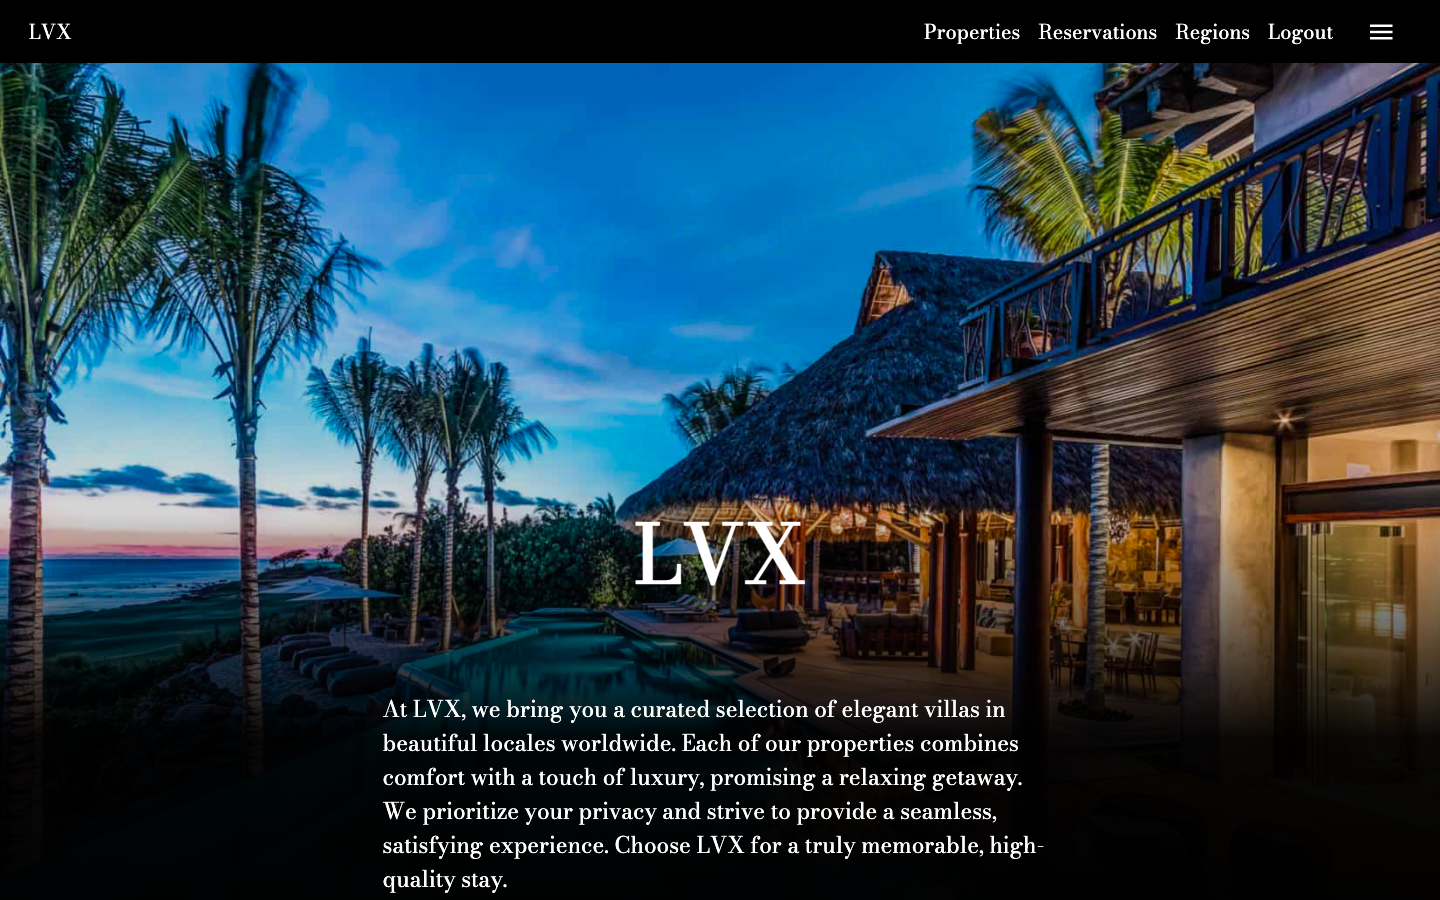 LVX
Properties Reservations Regions Logout
LVX
At LVX, we bring you a curated selection of elegant villas in
beautiful locales worldwide. Each of our properties combines
comfort with a touch of luxury, promising a relaxing getaway.
We prioritize your privacy and strive to provide a seamless,
satisfying experience. Choose LVX for a truly memorable, high-
quality stay.